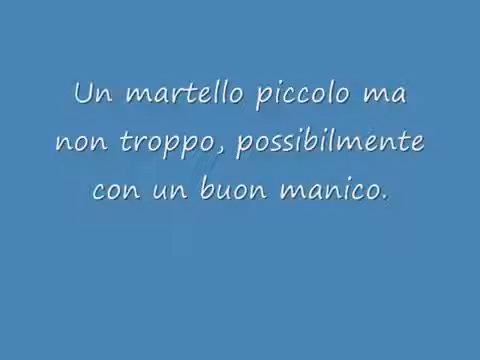 Un martello piccolo ma
non troppo, possibilmente
con un buon manico.